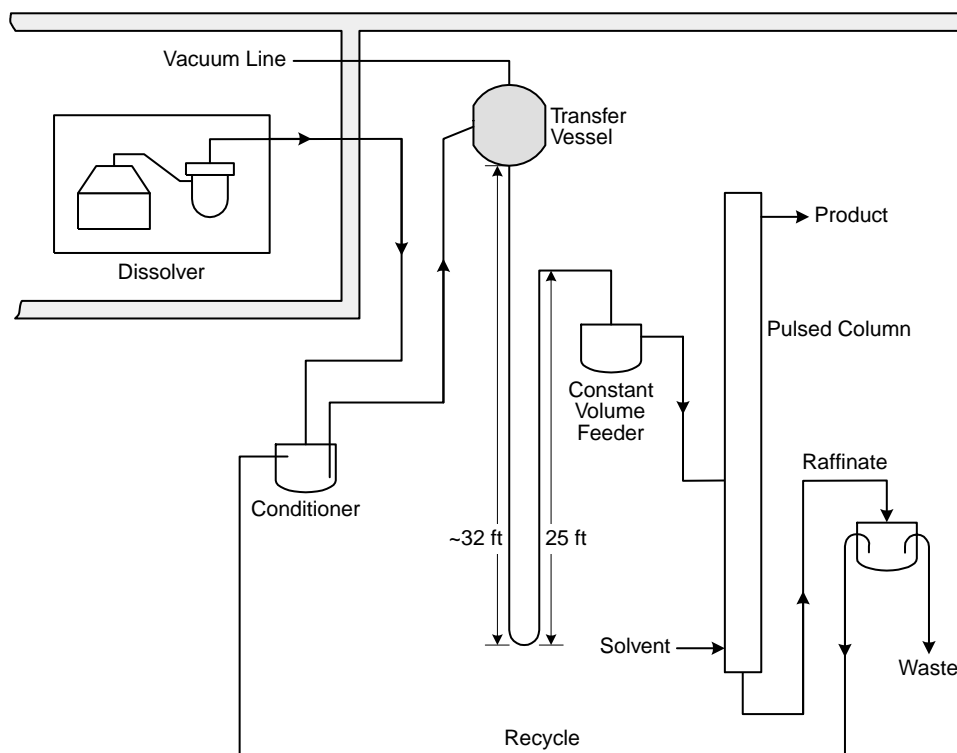 Vacuum Line
Transfer
Vessel
Dissolver
Product
Pulsed Column
Constant
Volume
Feeder
Raffinate
Conditioner
~32 ft
25 ft
Solvent
Waste
Recycle